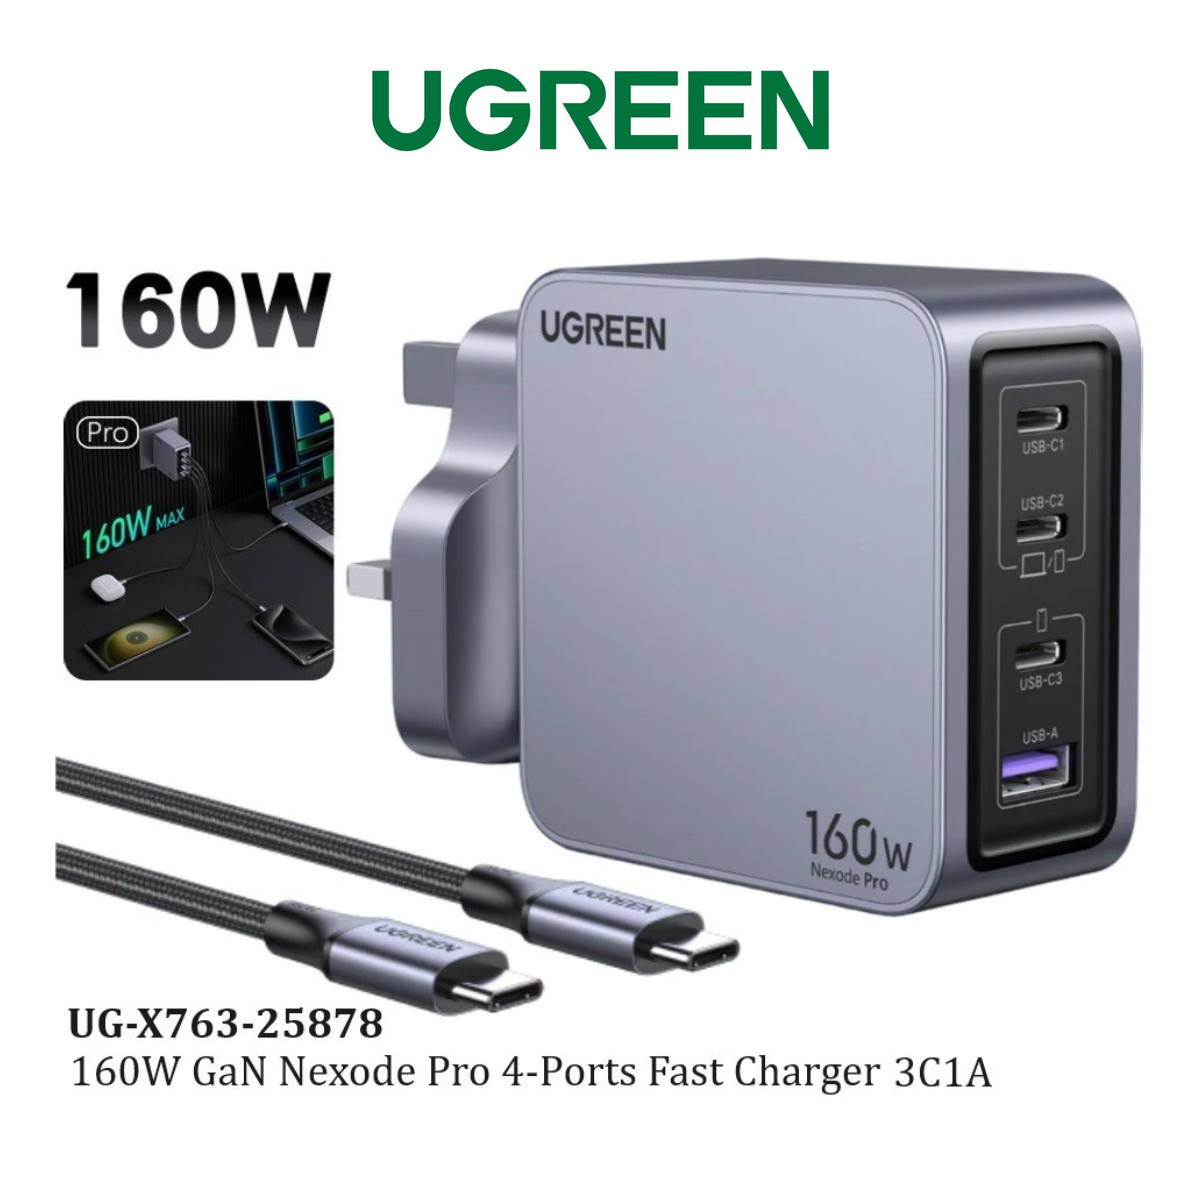 UGREEN
160W
Pro
160W MAX
UGREEN
USB-C1
USB-C2
USB-C3
USB-A
160W
Nexode Pro
UGREEN
UGREEN
UG-X763-25878
160W GaN Nexode Pro 4-Ports Fast Charger 3C1A